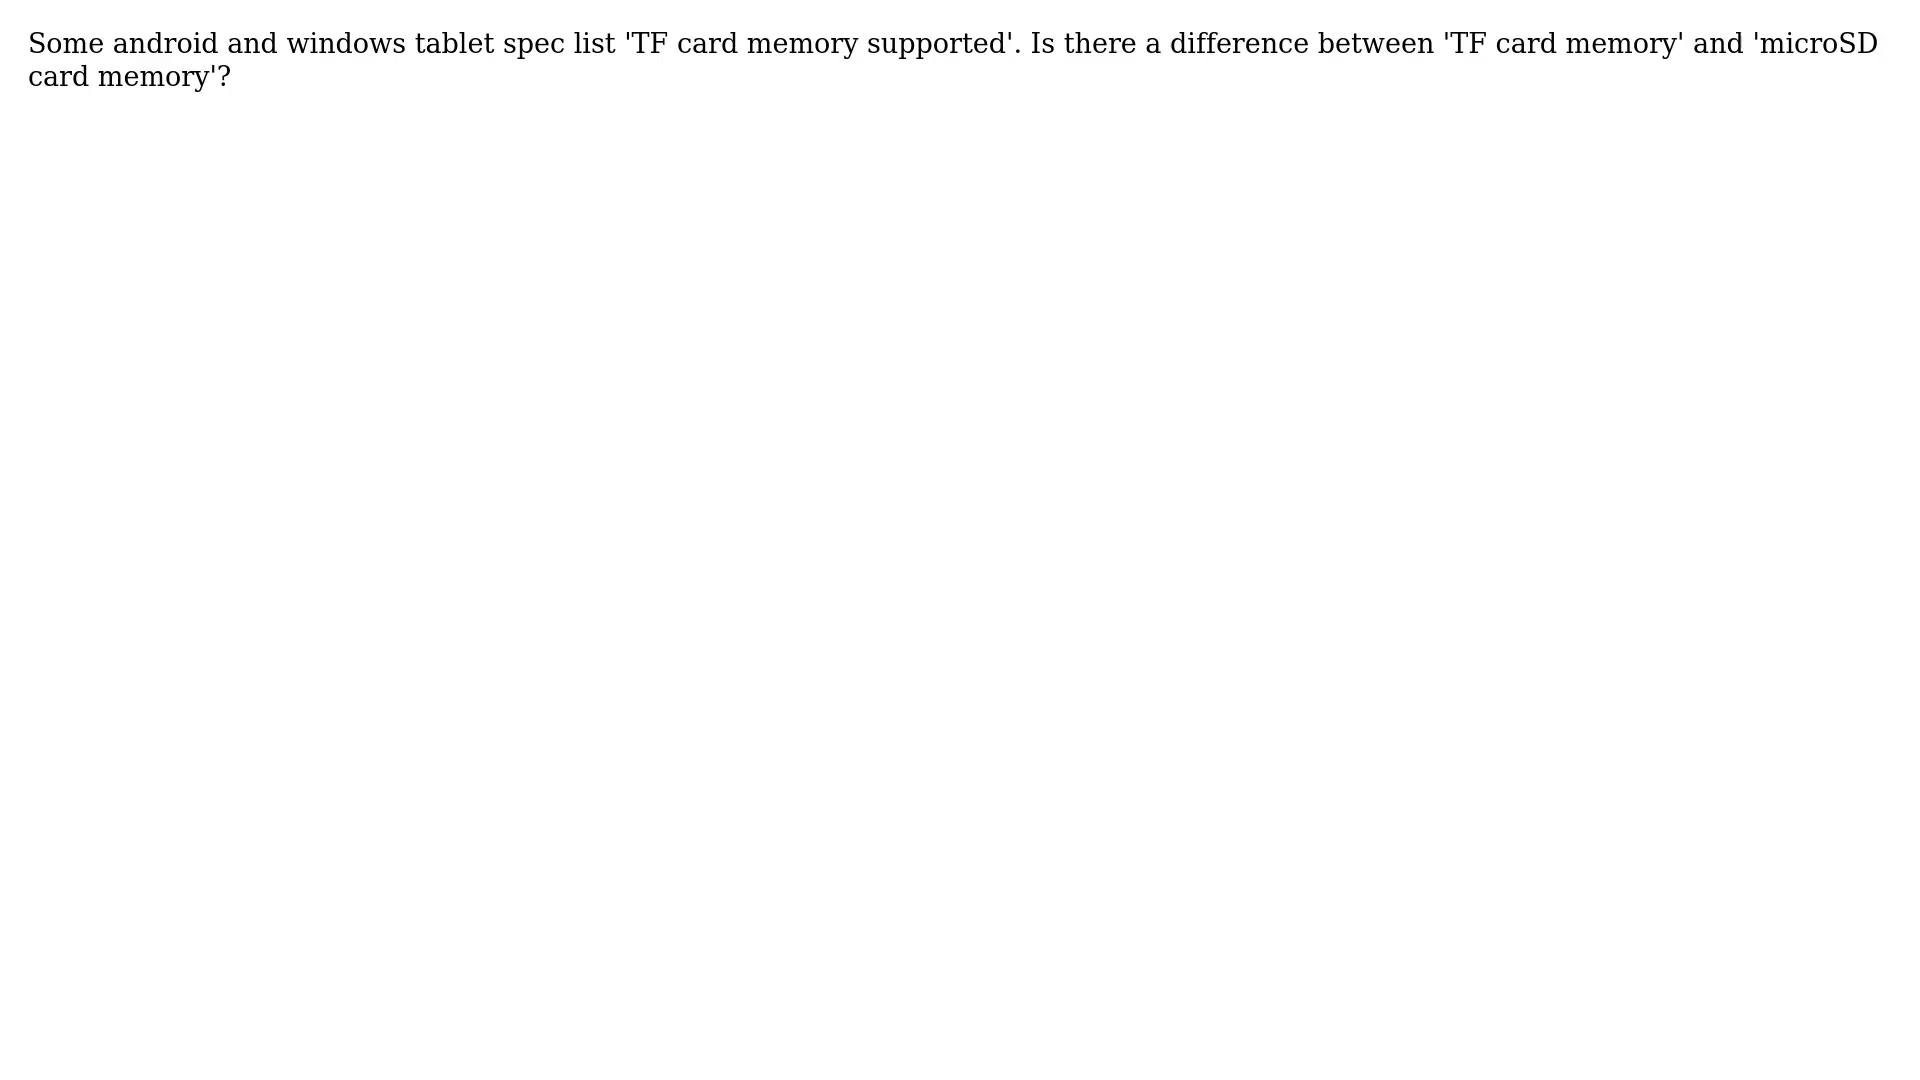 Some android and windows tablet spec list 'TF card memory supported'. Is there a difference between 'TF card memory' and 'microSD
card memory'?